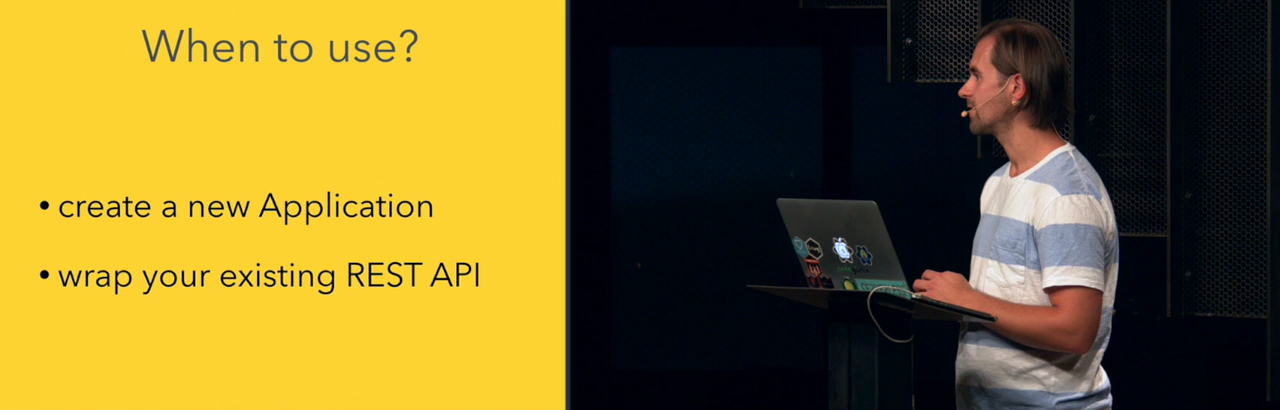 When to use?
• create a new Application
• wrap your existing REST API